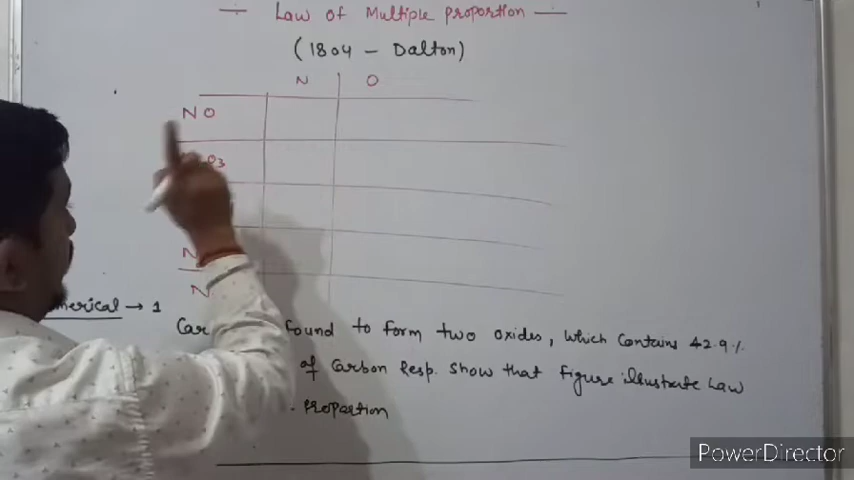 Law of Multiple Proportion
(1804 - Dalton)
N O
NO
N
N
merical → 1
Car found to form two oxides, which contains 42.9%
of Carbon Resp. Show that figure illustrate Law
Proportion
PowerDirector